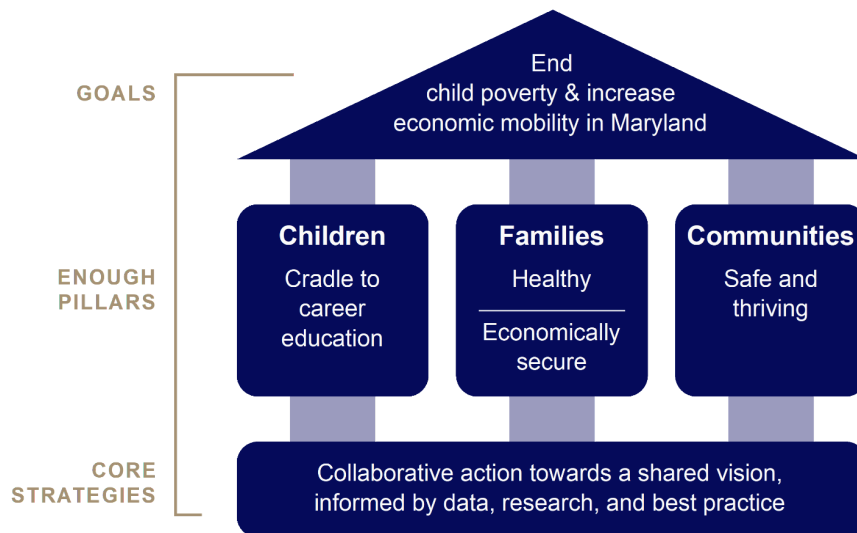 GOALS
End
child poverty & increase
economic mobility in Maryland
ENOUGH
PILLARS
Children
Cradle to
career
education
Families
Healthy
Economically
secure
Communities
Safe and
thriving
CORE
STRATEGIES
Collaborative action towards a shared vision,
informed by data, research, and best practice